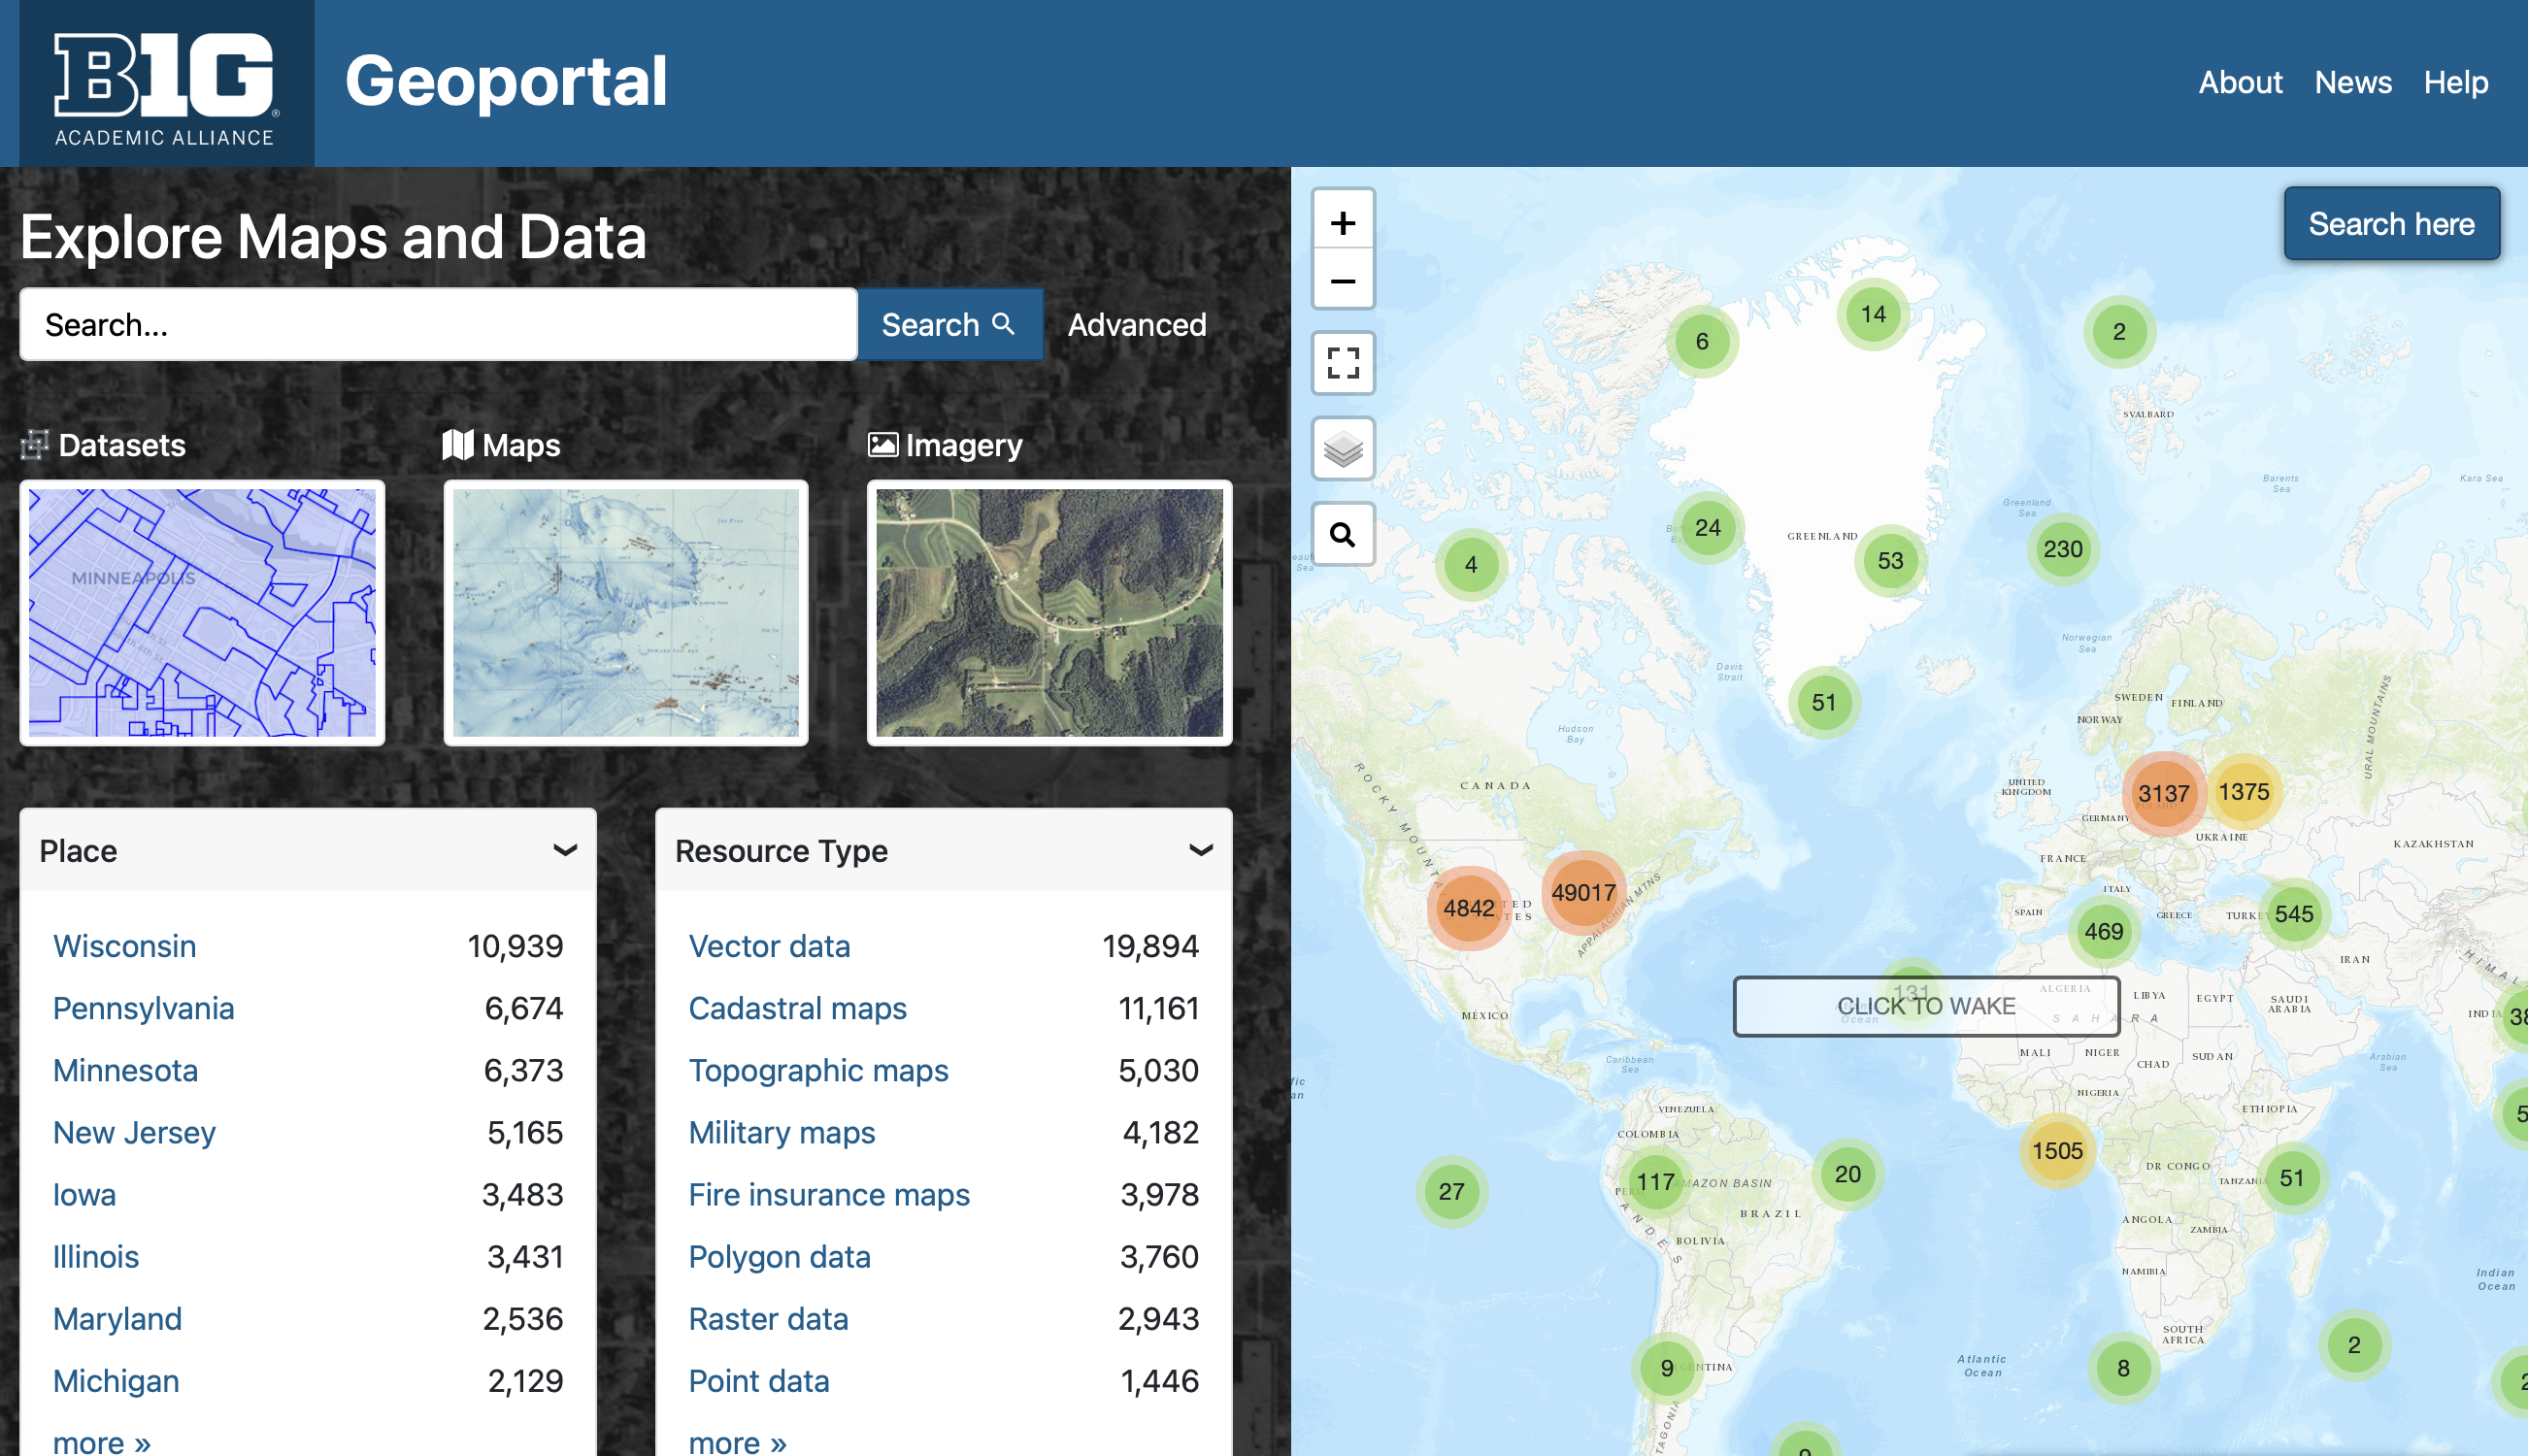 B1G
ACADEMIC ALLIANCE
Geoportal
About News Help
Explore Maps and Data
Search...
Search
Advanced
Datasets
Maps
Imagery
MINNEAPOLIS
Place
Wisconsin 10,939
Pennsylvania 6,674
Minnesota 6,373
New Jersey 5,165
Iowa 3,483
Illinois 3,431
Maryland 2,536
Michigan 2,129
more »
Resource Type
Vector data 19,894
Cadastral maps 11,161
Topographic maps 5,030
Military maps 4,182
Fire insurance maps 3,978
Polygon data 3,760
Raster data 2,943
Point data 1,446
more »
+
−
Search here
14
6
2
SVALBARD
Barents
Sea
Kara Sea
Greenland
Sea
24
GREENLAND
53
230
4
Norwegian
Sea
Davis
Strait
51
SWEDEN
FINLAND
NORWAY
Hudson
Bay
URAL MOUNTAINS
CANADA
UNITED
KINGDOM
3137
1375
GERMANY
UKRAINE
KAZAKHSTAN
FRANCE
ROCKY MOUNTA
49017
4842
APPALACHIAN MTNS
ITALY
SPAIN
GREECE
TURKEY
545
469
IRAN
HIMAL
131
CLICK TO WAKE
ALGERIA
LIBYA
EGYPT
SAUDI
ARABIA
SAHARA
MÉXICO
INDIA
38
MALI
NIGER
CHAD
SUDAN
Caribbean
Sea
Arabian
Sea
NIGERIA
VENEZUELA
ETHIOPIA
COLOMBIA
1505
DR CONGO
TANZANIA
51
27
117
AMAZON BASIN
20
PERU
ANDES
BRAZIL
BOLIVIA
ANGOLA
ZAMBIA
NAMIBIA
Indian
Ocean
SOUTH
AFRICA
2
Atlantic
Ocean
8
9
ARGENTINA
TAGONIA